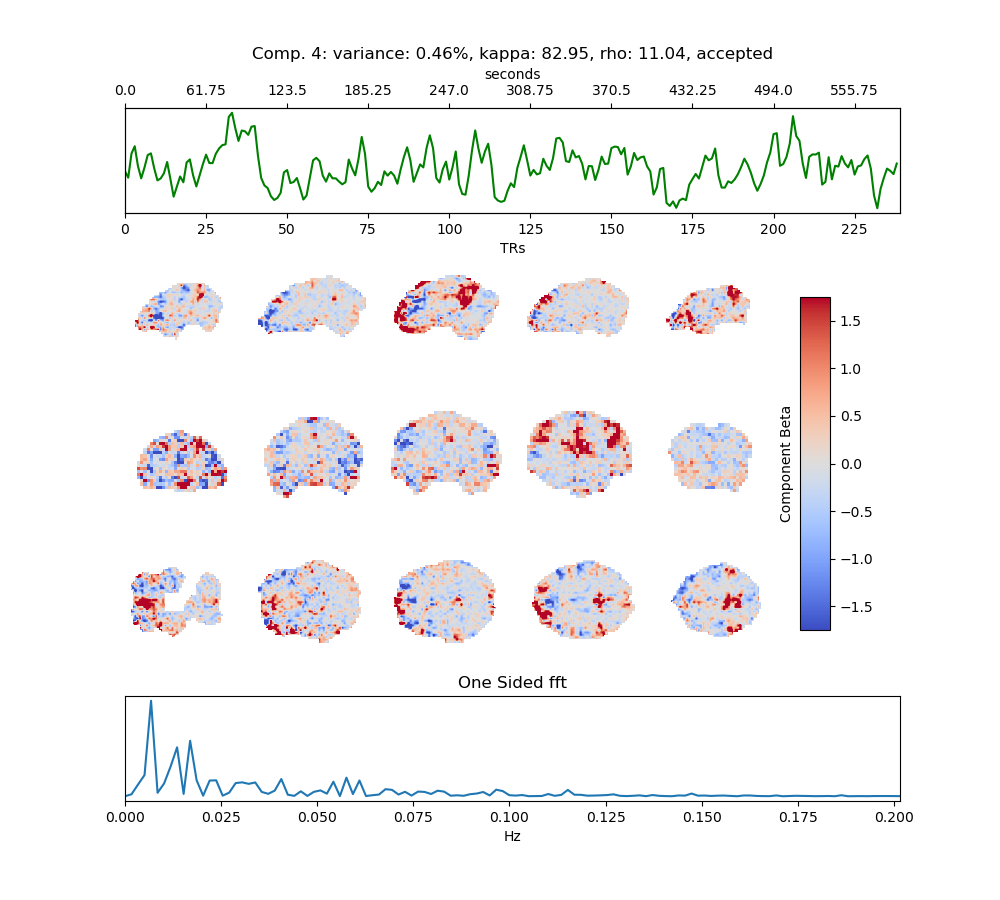 Comp. 4: variance: 0.46%, kappa: 82.95, rho: 11.04, accepted
seconds
0.0 61.75 123.5 185.25 247.0 308.75 370.5 432.25 494.0 555.75
0 25 50 75 100 125 150 175 200 225
TRs
1.5
1.0
0.5
0.0
−0.5
−1.0
−1.5
Component Beta
One Sided fft
0.000 0.025 0.050 0.075 0.100 0.125 0.150 0.175 0.200
Hz